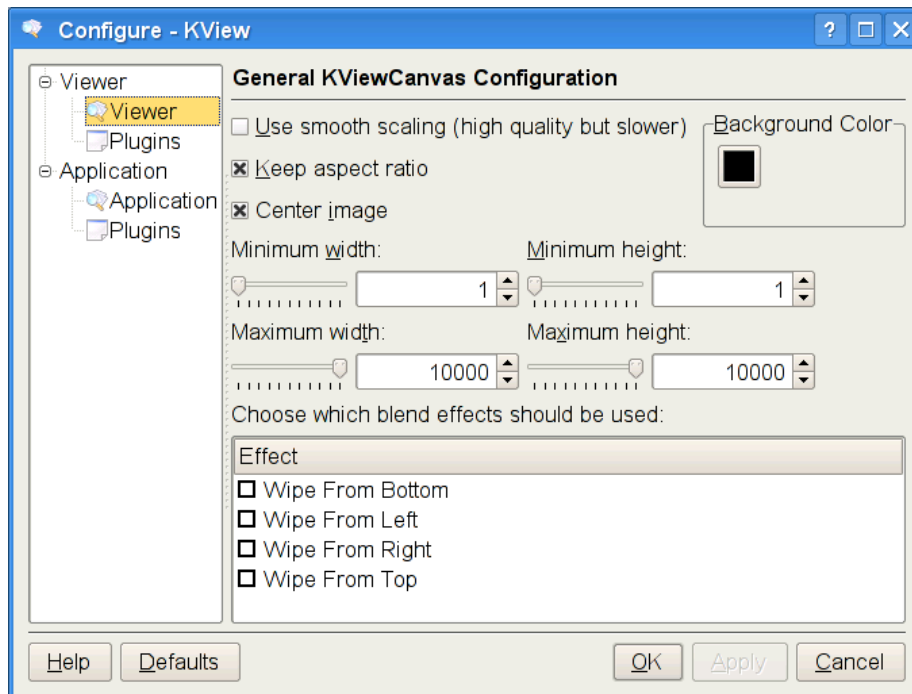 Configure - KView
?
Viewer
Viewer
Plugins
Application
Application
Plugins
General KViewCanvas Configuration
Use smooth scaling (high quality but slower)
Background Color
Keep aspect ratio
Center image
Minimum width:
Minimum height:
1
1
Maximum width:
Maximum height:
10000
10000
Choose which blend effects should be used:
Effect
Wipe From Bottom
Wipe From Left
Wipe From Right
Wipe From Top
Help
Defaults
OK
Apply
Cancel